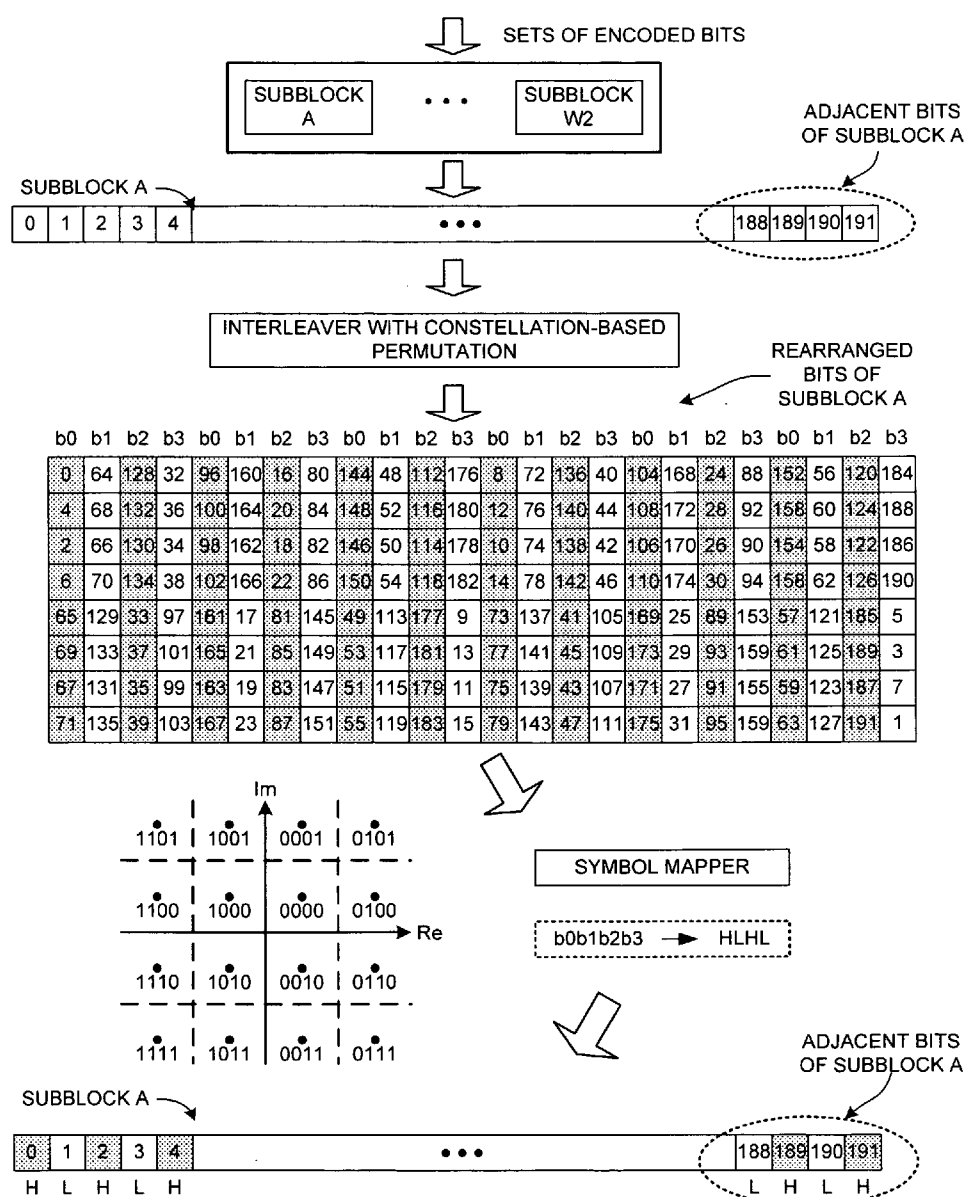 SETS OF ENCODED BITS
SUBBLOCK A • • • SUBBLOCK W2
ADJACENT BITS OF SUBBLOCK A
SUBBLOCK A
0 1 2 3 4 • • • 188 189 190 191
INTERLEAVER WITH CONSTELLATION-BASED PERMUTATION
REARRANGED BITS OF SUBBLOCK A
b0 b1 b2 b3 b0 b1 b2 b3 b0 b1 b2 b3 b0 b1 b2 b3 b0 b1 b2 b3 b0 b1 b2 b3
0 64 128 32 96 160 16 80 144 48 112 176 8 72 136 40 104 168 24 88 152 56 120 184
4 68 132 36 100 164 20 84 148 52 116 180 12 76 140 44 108 172 28 92 158 60 124 188
2 66 130 34 98 162 18 82 146 50 114 178 10 74 138 42 106 170 26 90 154 58 122 186
6 70 134 38 102 166 22 86 150 54 118 182 14 78 142 46 110 174 30 94 158 62 126 190
65 129 33 97 161 17 81 145 49 113 177 9 73 137 41 105 169 25 89 153 57 121 185 5
69 133 37 101 165 21 85 149 53 117 181 13 77 141 45 109 173 29 93 159 61 125 189 3
67 131 35 99 163 19 83 147 51 115 179 11 75 139 43 107 171 27 91 155 59 123 187 7
71 135 39 103 167 23 87 151 55 119 183 15 79 143 47 111 175 31 95 159 63 127 191 1
Im
1101 1001 0001 0101
1100 1000 0000 0100
Re
1110 1010 0010 0110
1111 1011 0011 0111
SYMBOL MAPPER
b0b1b2b3 HLHL
ADJACENT BITS OF SUBBLOCK A
SUBBLOCK A
0 1 2 3 4 • • • 188 189 190 191
H L H L H L H L H